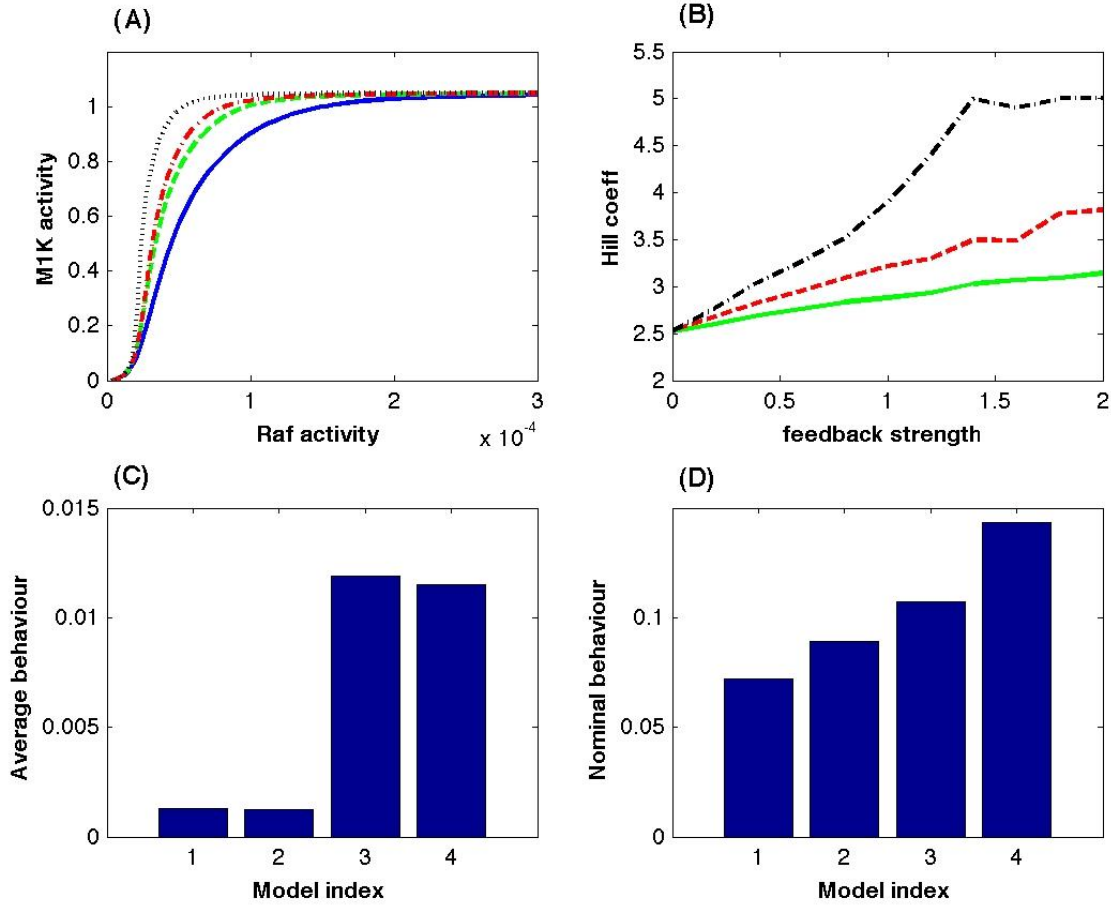 (A)
M1K activity
1
0.8
0.6
0.4
0.2
0
0
1
2
3
Raf activity
x 10⁻⁴
(B)
Hill coeff
5.5
5
4.5
4
3.5
3
2.5
2
0
0.5
1
1.5
2
feedback strength
(C)
Average behaviour
0.015
0.01
0.005
0
1
2
3
4
Model index
(D)
Nominal behaviour
0.1
0.05
0
1
2
3
4
Model index